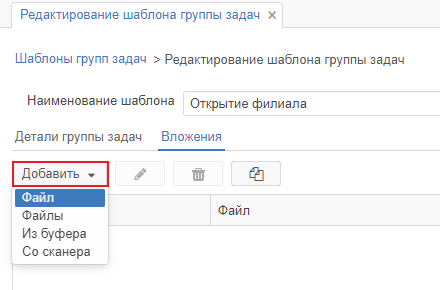 Редактирование шаблона группы задач ×
Шаблоны групп задач > Редактирование шаблона группы задач
Наименование шаблона Открытие филиала
Детали группы задач Вложения
Добавить
Файл
Файлы
Из буфера
Со сканера
Файл